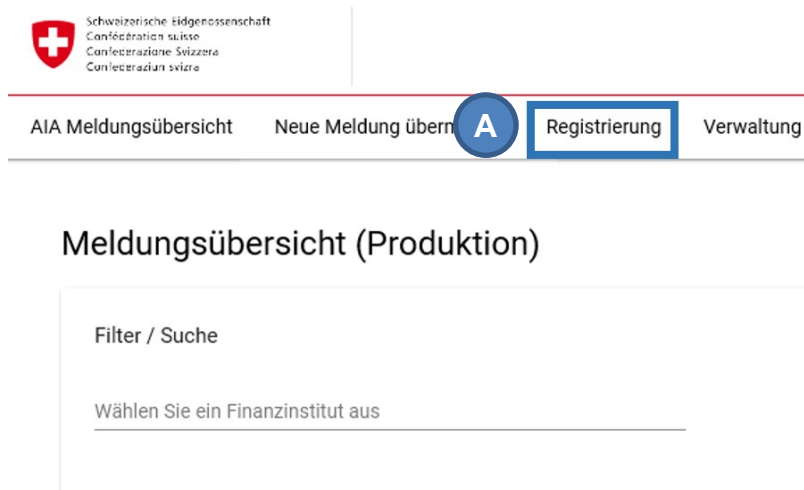 Schweizerische Eidgenossenschaft
Confédération suisse
Confederazione Svizzera
Confederaziun svizra
AIA Meldungsübersicht Neue Meldung A Registrierung Verwaltung
Meldungsübersicht (Produktion)
Filter / Suche
Wählen Sie ein Finanzinstitut aus